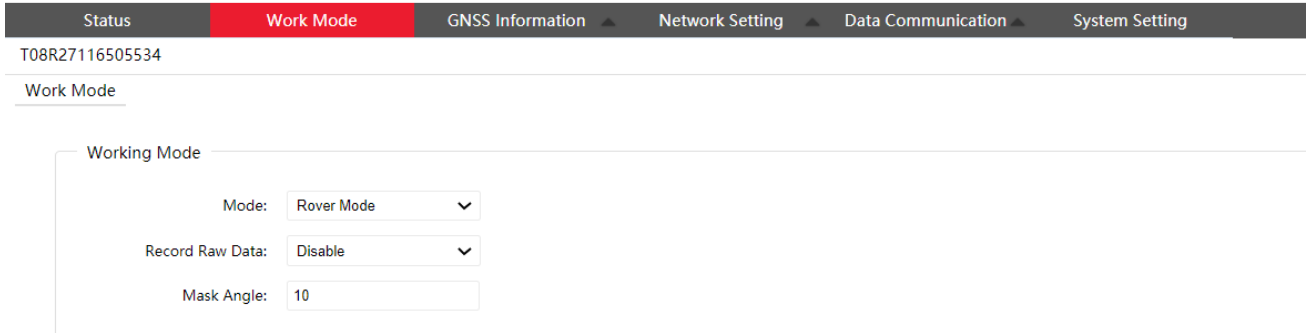 Status Work Mode GNSS Information Network Setting Data Communication System Setting
T08R27116505534
Work Mode
Working Mode
Mode: Rover Mode
Record Raw Data: Disable
Mask Angle: 10